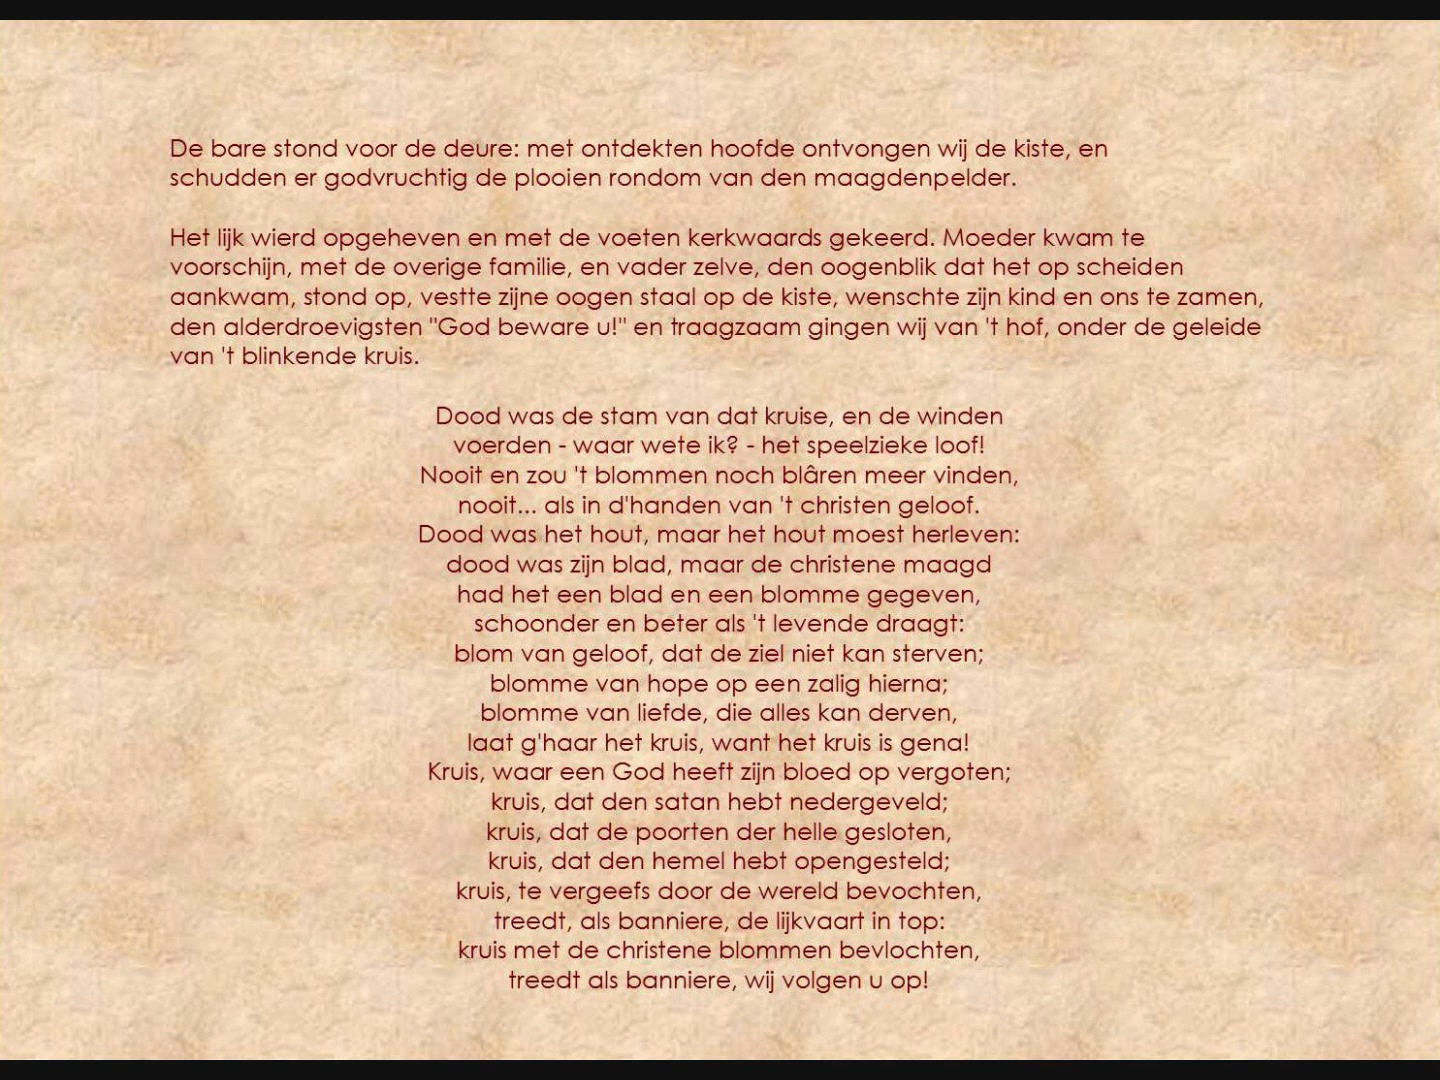 De bare stond voor de deure: met ontdekten hoofde ontvongen wij de kiste, en
schudden er godvruchtig de plooien rondom van den maagdenpelder.
Het lijk wierd opgeheven en met de voeten kerkwaards gekeerd. Moeder kwam te
voorschijn, met de overige familie, en vader zelve, den oogenblik dat het op scheiden
aankwam, stond op, vestte zijne oogen staal op de kiste, wenschte zijn kind en ons te zamen,
den alderdroevigsten "God beware u!" en traagzaam gingen wij van 't hof, onder de geleide
van 't blinkende kruis.
Dood was de stam van dat kruise, en de winden
voerden - waar wete ik? - het speelzieke loof!
Nooit en zou 't blommen noch blâren meer vinden,
nooit... als in d'handen van 't christen geloof.
Dood was het hout, maar het hout moest herleven:
dood was zijn blad, maar de christene maagd
had het een blad en een blomme gegeven,
schoonder en beter als 't levende draagt:
blom van geloof, dat de ziel niet kan sterven;
blomme van hope op een zalig hierna;
blomme van liefde, die alles kan derven,
laat g'haar het kruis, want het kruis is gena!
Kruis, waar een God heeft zijn bloed op vergoten;
kruis, dat den satan hebt nedergeveld;
kruis, dat de poorten der helle gesloten,
kruis, dat den hemel hebt opengesteld;
kruis, te vergeefs door de wereld bevochten,
treedt, als banniere, de lijkvaart in top:
kruis met de christene blommen bevlochten,
treedt als banniere, wij volgen u op!